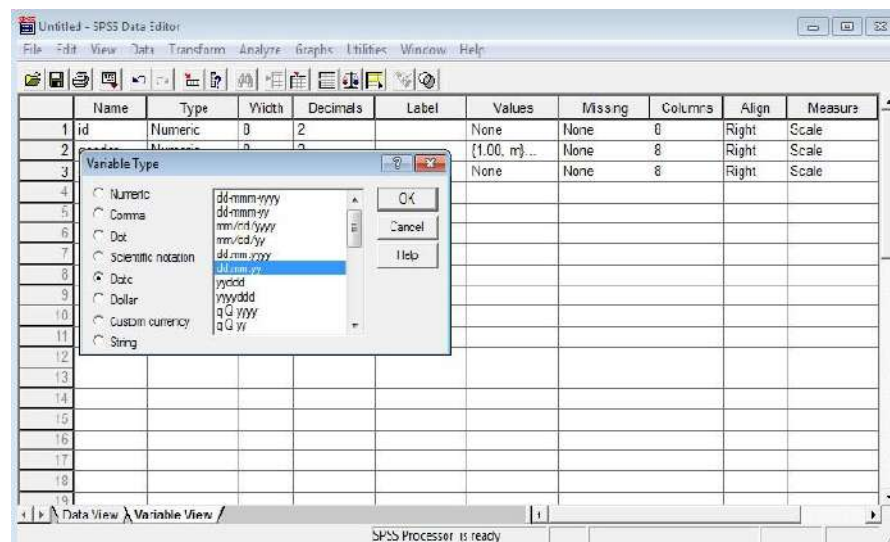 Untitled - SPSS Data Editor
File Edit View Data Transform Analyze Graphs Utilities Window Help
Name Type Width Decimals Label Values Missing Columns Align Measure
1 id Numeric 8 2 None None 8 Right Scale
2 {1.00, m}... None 8 Right Scale
3 None None 8 Right Scale
Variable Type
Numeric
Comma
Dot
Scientific notation
Date
Dollar
Custom currency
String
dd-mmm-yyyy
dd-mmm-yy
mm/dd/yyyy
mm/dd/yy
dd.mm.yyyy
dd.mm.yy
yyddd
yyyyddd
qQ yyyy
qQ yy
OK
Cancel
Help
4
5
6
7
8
9
10
11
12
13
14
15
16
17
18
19
Data View Variable View
SPSS Processor is ready